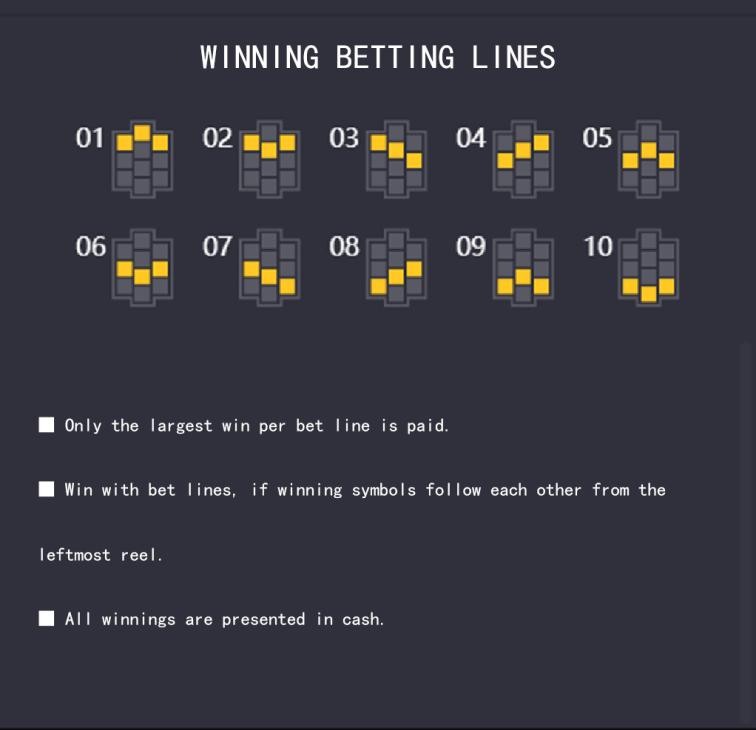 WINNING BETTING LINES
01 02 03 04 05
06 07 08 09 10
■ Only the largest win per bet line is paid.
■ Win with bet lines, if winning symbols follow each other from the
leftmost reel.
■ All winnings are presented in cash.